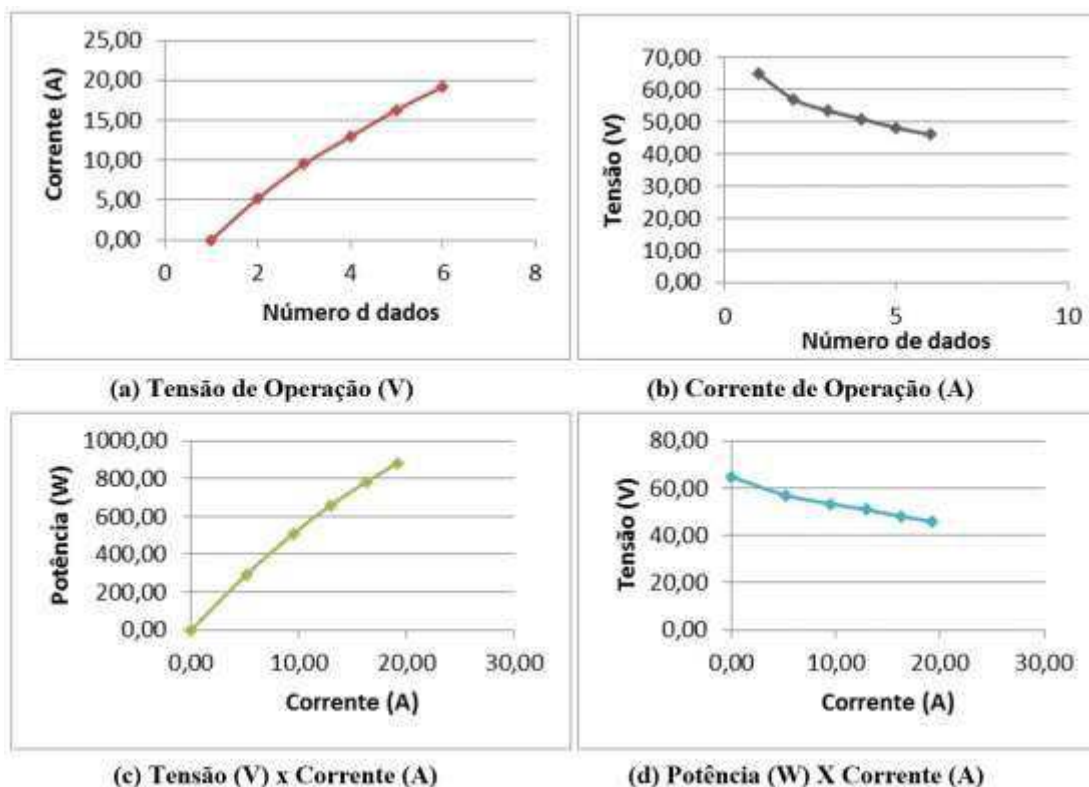 25,00
20,00
15,00
10,00
5,00
0,00
Corrente (A)
0 2 4 6 8
Número d dados
70,00
60,00
50,00
40,00
30,00
20,00
10,00
0,00
Tensão (V)
0 5 10
Número de dados
(a) Tensão de Operação (V)
(b) Corrente de Operação (A)
1000,00
800,00
600,00
400,00
200,00
0,00
Potência (W)
0,00 10,00 20,00 30,00
Corrente (A)
80,00
60,00
40,00
20,00
0,00
Tensão (V)
0,00 10,00 20,00 30,00
Corrente (A)
(c) Tensão (V) x Corrente (A)
(d) Potência (W) X Corrente (A)